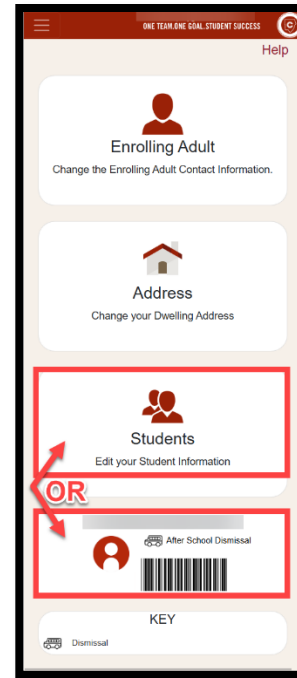 ONE TEAM.ONE GOAL.STUDENT SUCCESS
C
Help
Enrolling Adult
Change the Enrolling Adult Contact Information.
Address
Change your Dwelling Address
Students
Edit your Student Information
OR
After School Dismissal
KEY
Dismissal